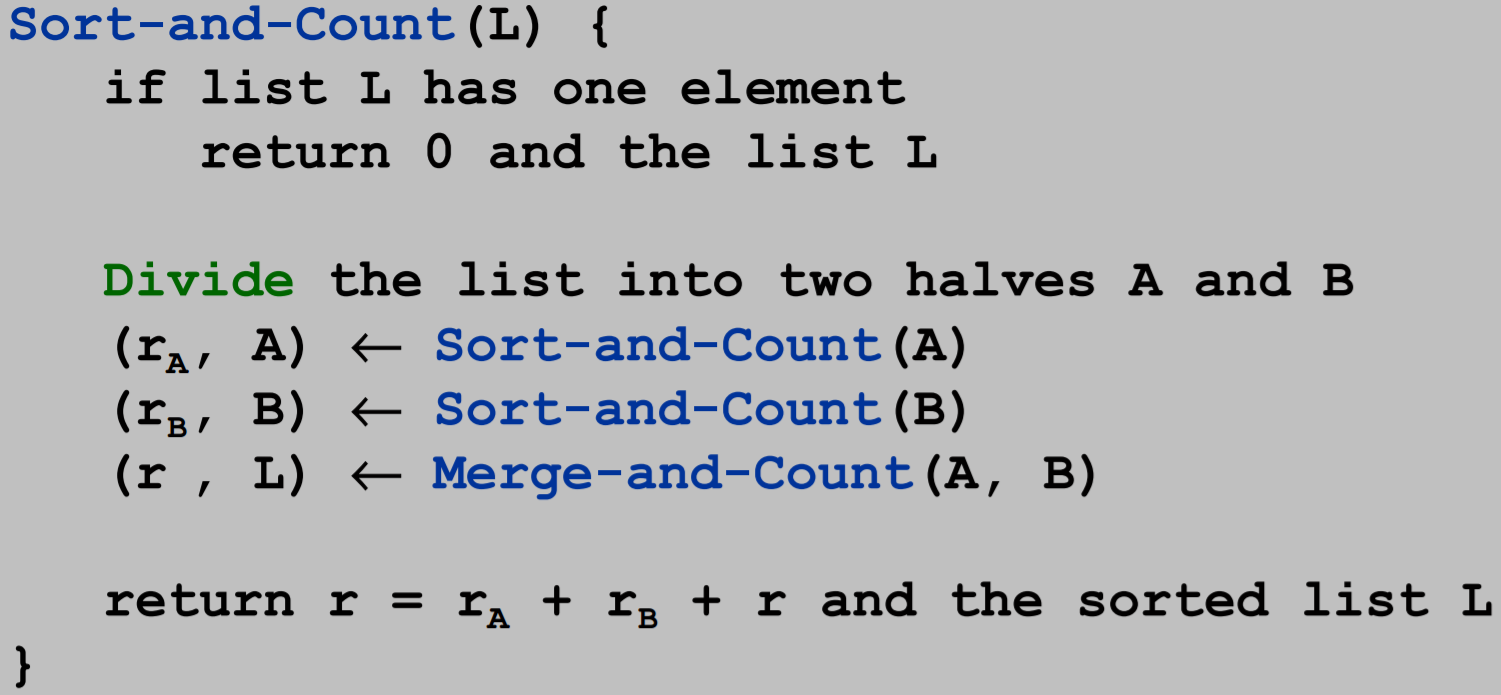 Sort-and-Count(L) {
if list L has one element
return 0 and the list L
Divide the list into two halves A and B
(rA, A) ← Sort-and-Count(A)
(rB, B) ← Sort-and-Count(B)
(r , L) ← Merge-and-Count(A, B)
return r = rA + rB + r and the sorted list L
}